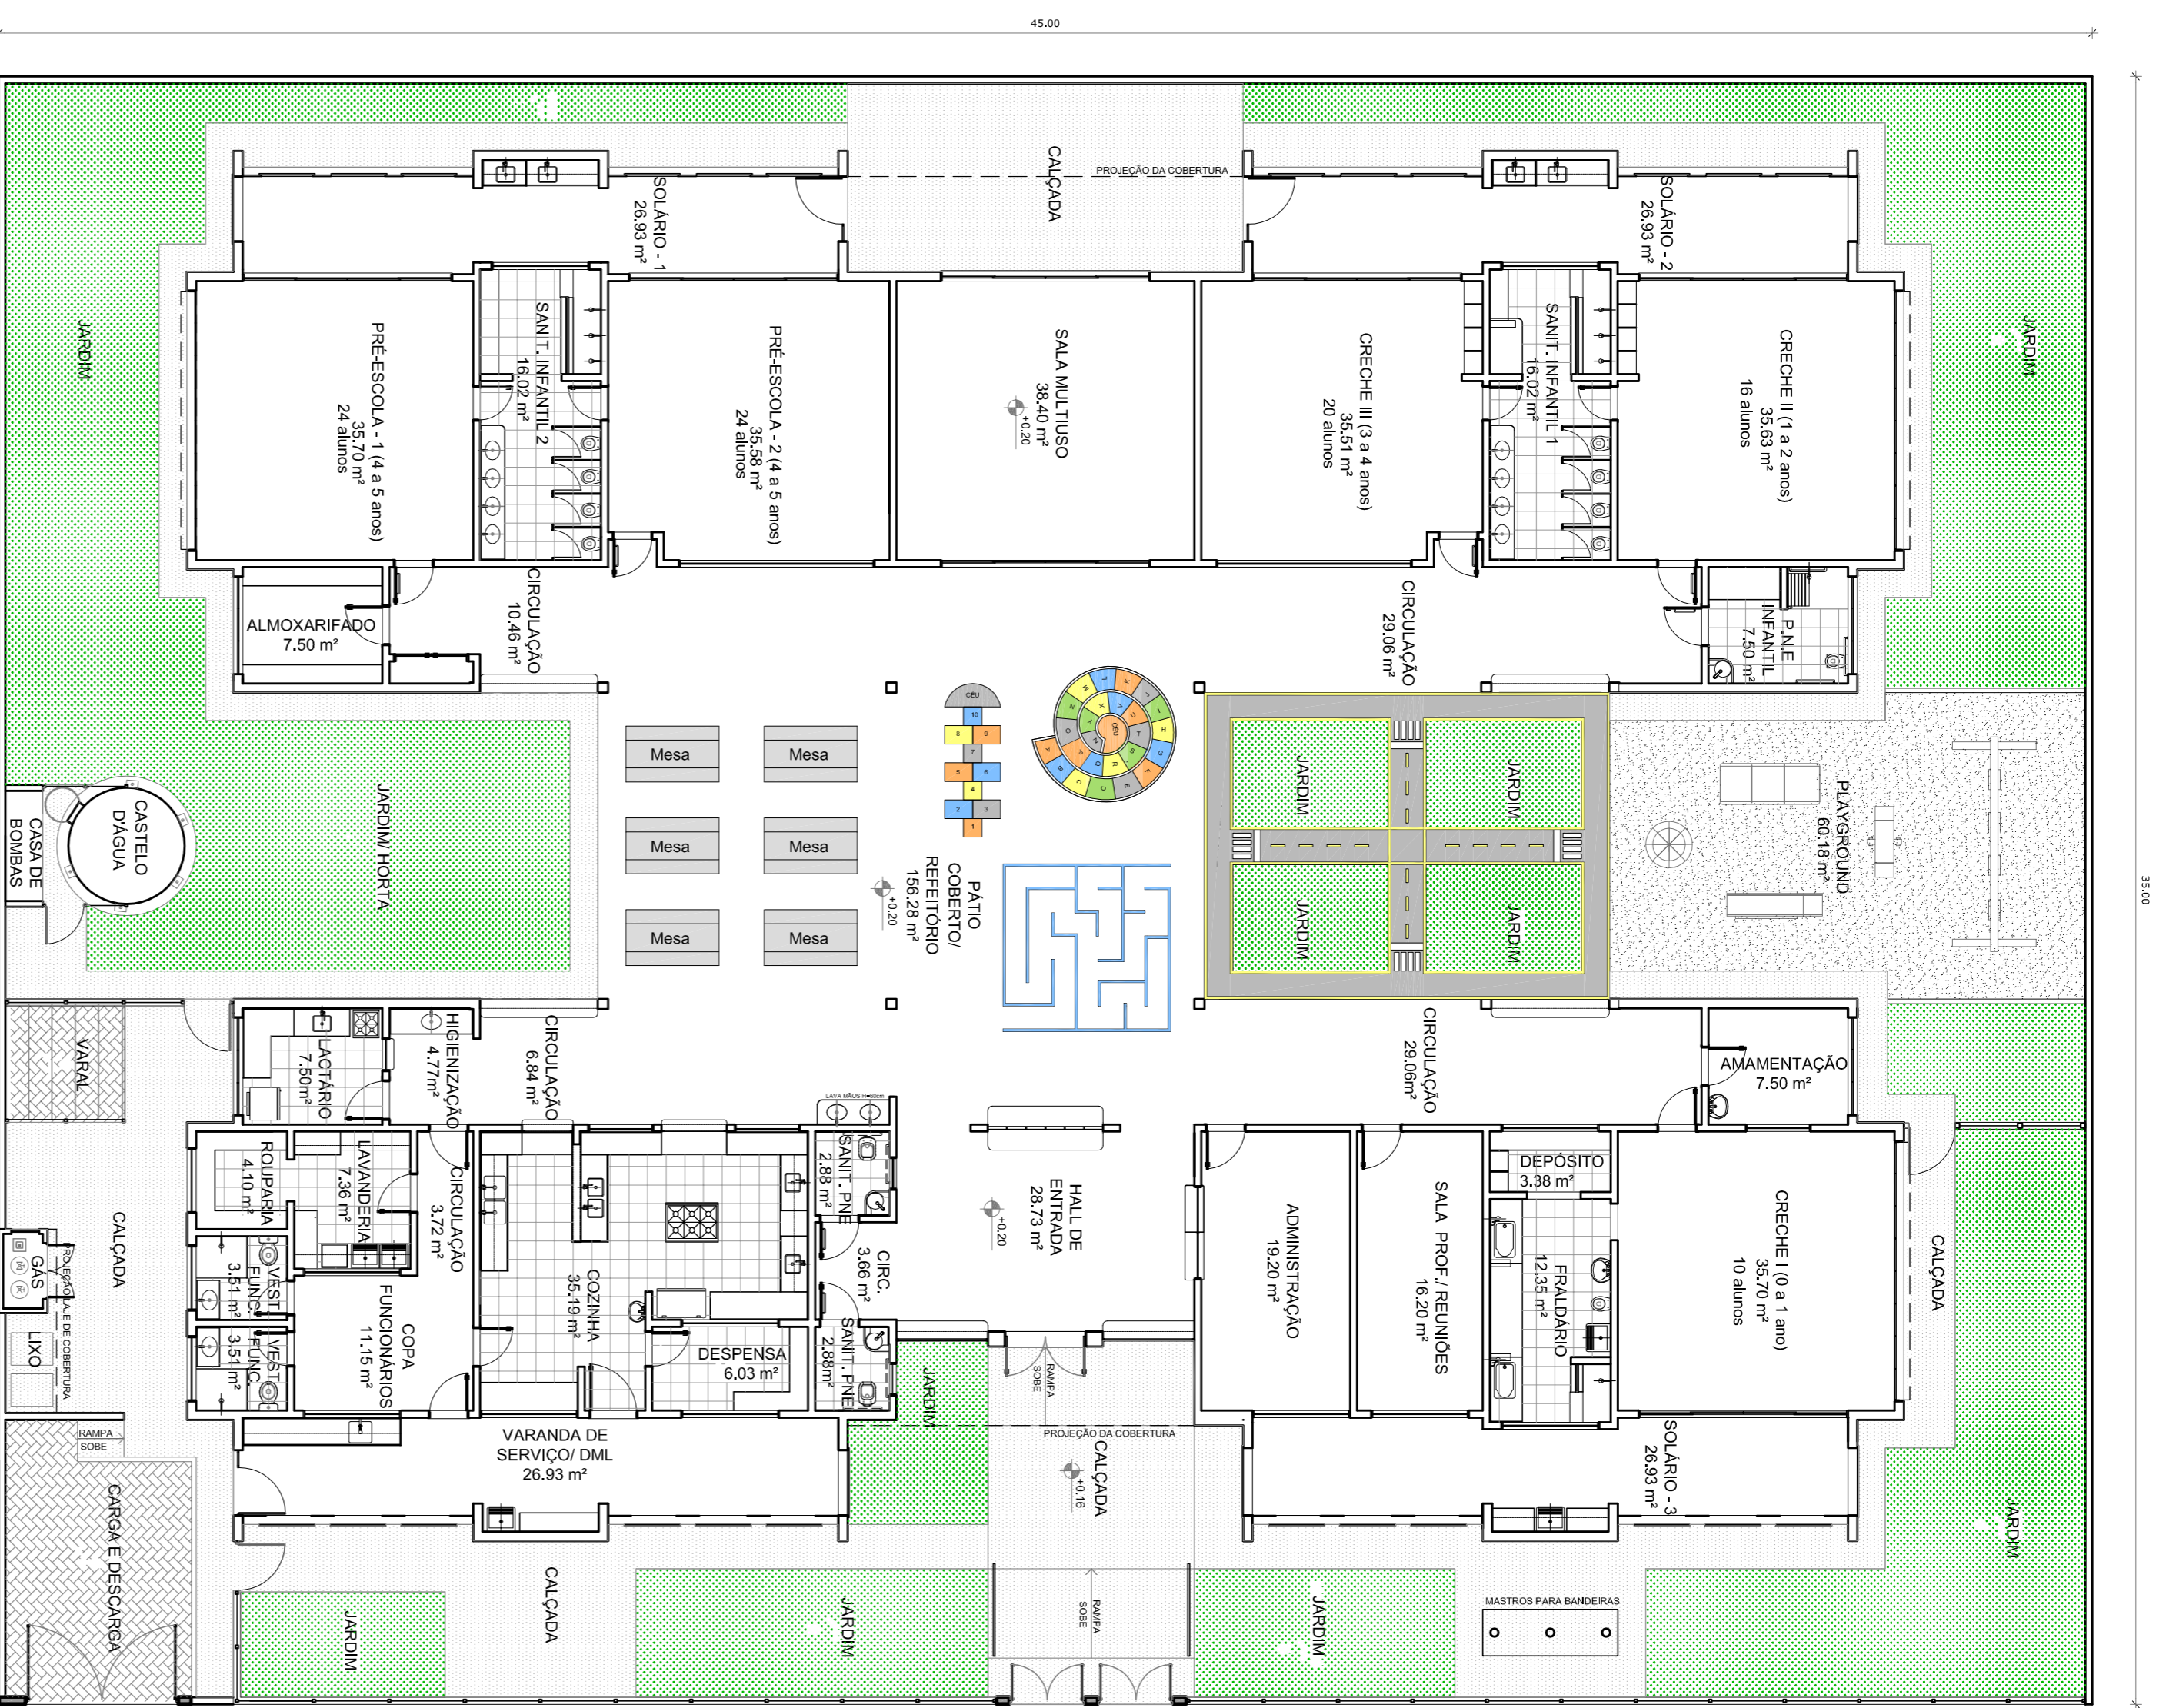 45.00
35.00
CALÇADA
PROJEÇÃO DA COBERTURA
SOLÁRIO - 1
26.93 m²
SOLÁRIO - 2
26.93 m²
JARDIM
PRÉ-ESCOLA - 1 (4 a 5 anos)
35.70 m²
24 alunos
SANIT. INFANTIL 2
16.02 m²
PRÉ-ESCOLA - 2 (4 a 5 anos)
35.58 m²
24 alunos
SALA MULTIUSO
38.40 m²
+0.20
CRECHE III (3 a 4 anos)
35.51 m²
20 alunos
SANIT. INFANTIL 1
16.02 m²
CRECHE II (1 a 2 anos)
35.63 m²
16 alunos
JARDIM
ALMOXARIFADO
7.50 m²
CIRCULAÇÃO
10.46 m²
CIRCULAÇÃO
29.06 m²
P.N.E
INFANTIL
7.50 m²
CASTELO
D'ÁGUA
CASA DE
BOMBAS
JARDIM/ HORTA
Mesa
Mesa
Mesa
Mesa
Mesa
Mesa
CÉU
10
8
9
7
5
6
4
2
3
1
CÉU
PÁTIO
COBERTO/
REFEITÓRIO
156.28 m²
+0.20
JARDIM
JARDIM
JARDIM
JARDIM
PLAYGROUND
60.18 m²
VARAL
LACTÁRIO
7.50m²
HIGIENIZAÇÃO
4.77m²
CIRCULAÇÃO
6.84 m²
LAVA MÃOS H=60cm
CIRCULAÇÃO
29.06m²
AMAMENTAÇÃO
7.50 m²
CALÇADA
ROUPARIA
4.10 m²
LAVANDERIA
7.36 m²
CIRCULAÇÃO
3.72 m²
COZINHA
35.19 m²
SANIT. PNE
2.88 m²
CIRC.
3.66 m²
SANIT. PNE
2.88m²
HALL DE
ENTRADA
28.73 m²
+0.20
ADMINISTRAÇÃO
19.20 m²
SALA PROF./ REUNIÕES
16.20 m²
DEPÓSITO
3.38 m²
FRALDÁRIO
12.35 m²
CRECHE I (0 a 1 ano)
35.70 m²
10 alunos
CALÇADA
GÁS
LIXO
PROJEÇÃO LAJE DE COBERTURA
VEST.
FUNC.
3.51 m²
VEST.
FUNC.
3.51 m²
COPA
FUNCIONÁRIOS
11.15 m²
DESPENSA
6.03 m²
JARDIM
RAMPA
SOBE
PROJEÇÃO DA COBERTURA
CALÇADA
+0.16
RAMPA
SOBE
CARGA E DESCARGA
VARANDA DE
SERVIÇO/ DML
26.93 m²
SOLÁRIO - 3
26.93 m²
JARDIM
JARDIM
CALÇADA
JARDIM
RAMPA
SOBE
JARDIM
MASTROS PARA BANDEIRAS